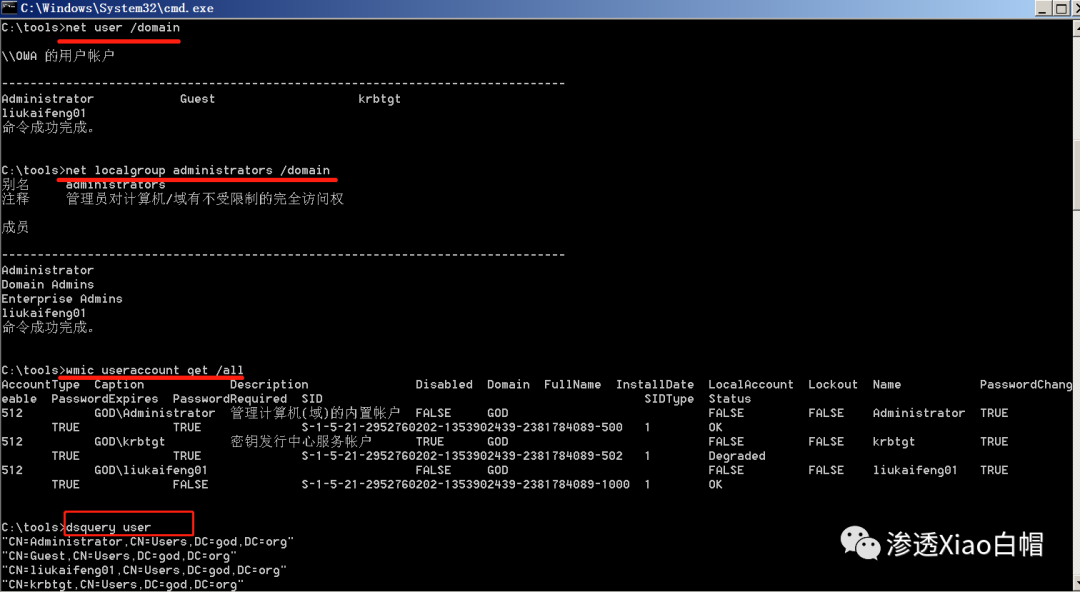 C:\Windows\System32\cmd.exe
C:\tools>net user /domain
\\OWA 的用户帐户
-------------------------------------------------------------------------------
Administrator            Guest                    krbtgt
liukaifeng01
命令成功完成。
C:\tools>net localgroup administrators /domain
别名     administrators
注释     管理员对计算机/域有不受限制的完全访问权
成员
-------------------------------------------------------------------------------
Administrator
Domain Admins
Enterprise Admins
liukaifeng01
命令成功完成。
C:\tools>wmic useraccount get /all
AccountType  Caption            Description               Disabled  Domain  FullName  InstallDate  LocalAccount  Lockout  Name           PasswordChang
eable  PasswordExpires  PasswordRequired  SID                                             SIDType  Status
512          GOD\Administrator  管理计算机(域)的内置帐户  FALSE     GOD                            FALSE         FALSE    Administrator  TRUE
       TRUE             TRUE              S-1-5-21-2952760202-1353902439-2381784089-500   1        OK
512          GOD\krbtgt         密钥发行中心服务帐户      TRUE      GOD                            FALSE         FALSE    krbtgt         TRUE
       TRUE             TRUE              S-1-5-21-2952760202-1353902439-2381784089-502   1        Degraded
512          GOD\liukaifeng01                             FALSE     GOD                            FALSE         FALSE    liukaifeng01   TRUE
       TRUE             FALSE             S-1-5-21-2952760202-1353902439-2381784089-1000  1        OK
C:\tools>dsquery user
"CN=Administrator,CN=Users,DC=god,DC=org"
"CN=Guest,CN=Users,DC=god,DC=org"
"CN=liukaifeng01,CN=Users,DC=god,DC=org"
"CN=krbtgt,CN=Users,DC=god,DC=org"
渗透Xiao白帽